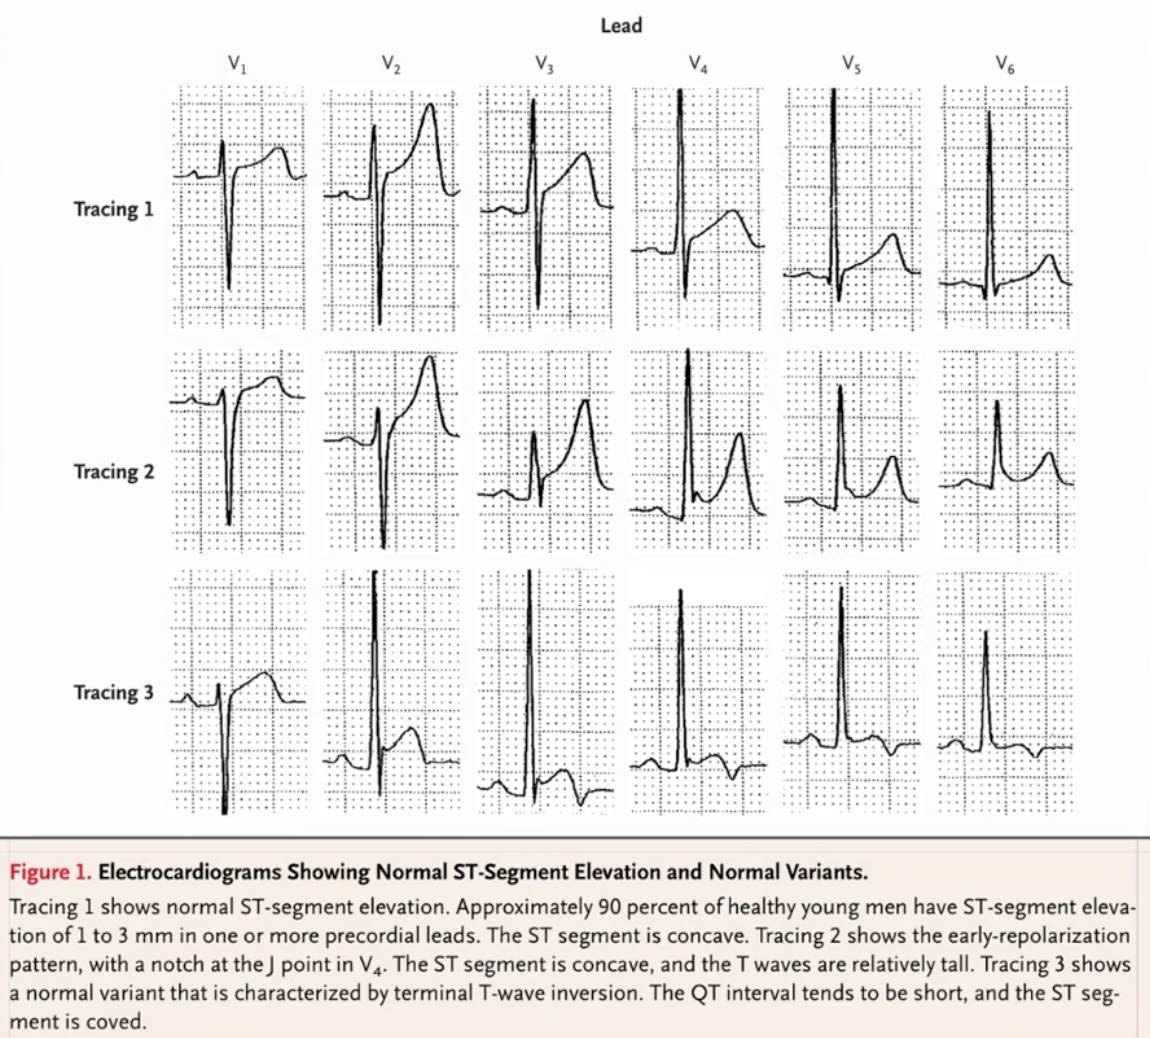 Lead
V1 V2 V3 V4 V5 V6
Tracing 1
Tracing 2
Tracing 3
Figure 1. Electrocardiograms Showing Normal ST-Segment Elevation and Normal Variants.
Tracing 1 shows normal ST-segment elevation. Approximately 90 percent of healthy young men have ST-segment eleva-
tion of 1 to 3 mm in one or more precordial leads. The ST segment is concave. Tracing 2 shows the early-repolarization
pattern, with a notch at the J point in V4. The ST segment is concave, and the T waves are relatively tall. Tracing 3 shows
a normal variant that is characterized by terminal T-wave inversion. The QT interval tends to be short, and the ST seg-
ment is coved.